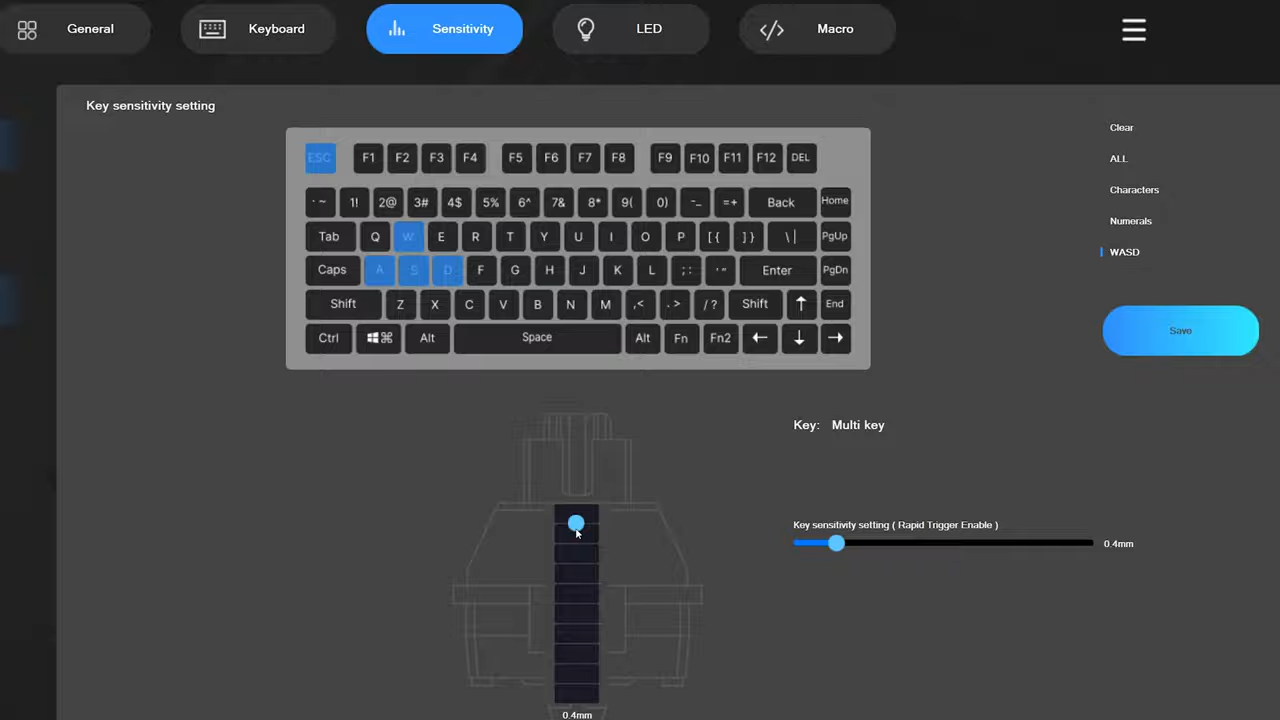 General Keyboard Sensitivity LED Macro
Key sensitivity setting
ESC F1 F2 F3 F4 F5 F6 F7 F8 F9 F10 F11 F12 DEL
· ~ 1! 2@ 3# 4$ 5% 6^ 7& 8* 9( 0) -_ =+ Back Home
Tab Q W E R T Y U I O P [{ ]} \| PgUp
Caps A S D F G H J K L ;: '" Enter PgDn
Shift Z X C V B N M ,< .> /? Shift ↑ End
Ctrl ⌘ Alt Space Alt Fn Fn2 ← ↓ →
Clear
ALL
Characters
Numerals
WASD
Save
Key: Multi key
Key sensitivity setting ( Rapid Trigger Enable )
0.4mm
0.4mm